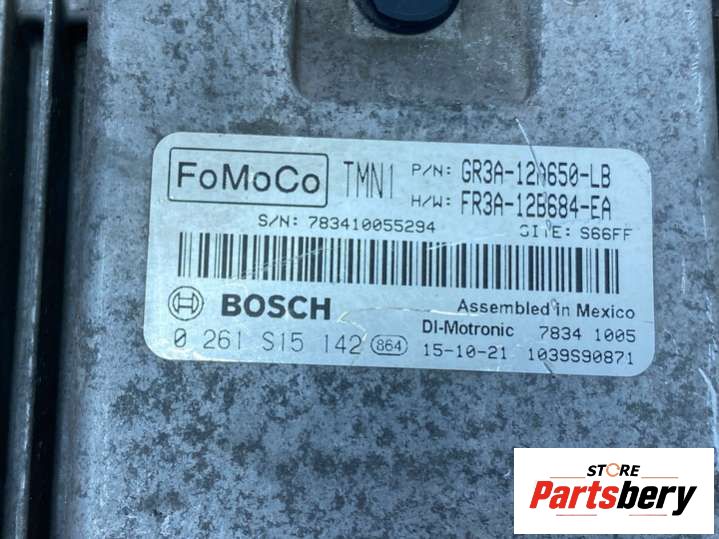 FoMoCo TMN1 P/N: GR3A-12A650-LB
H/W: FR3A-12B684-EA
S/N: 783410055294 SITE: S66FF
BOSCH Assembled in Mexico
DI-Motronic 7834 1005
0 261 S15 142 864 15-10-21 1039S90871
STORE
Partsbery